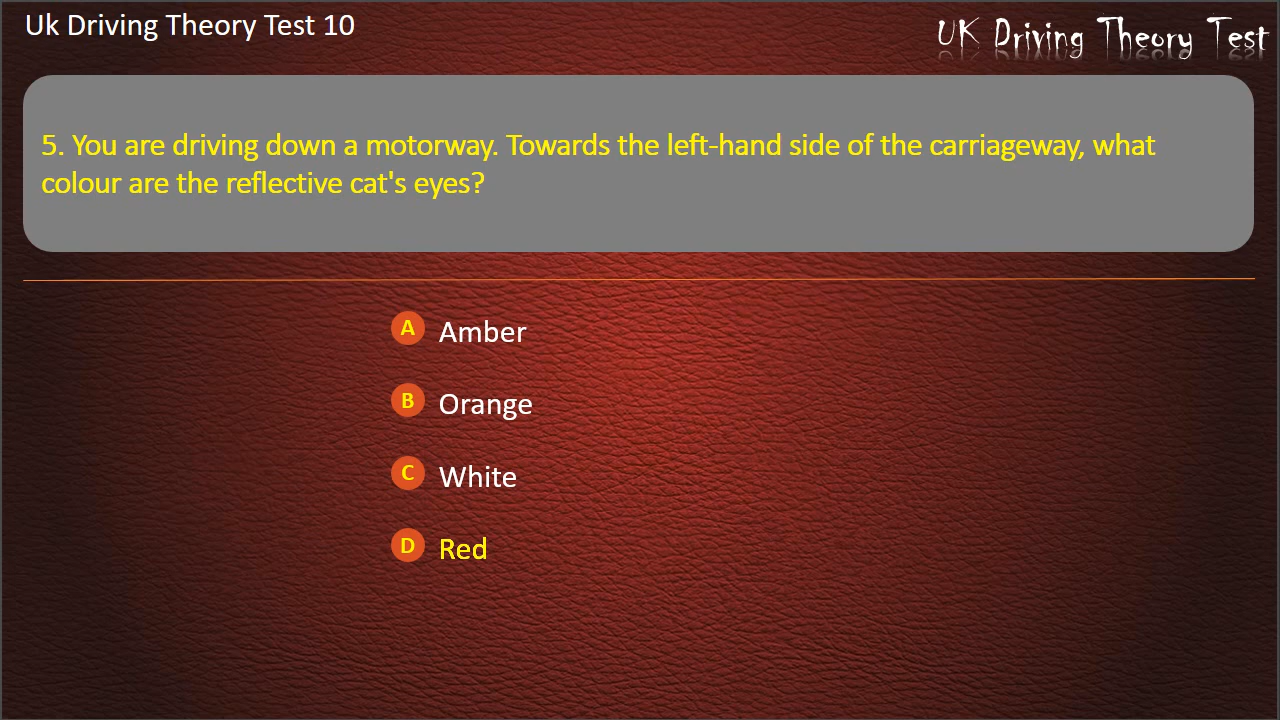 Uk Driving Theory Test 10
UK Driving Theory Test
5. You are driving down a motorway. Towards the left-hand side of the carriageway, what
colour are the reflective cat's eyes?
A Amber
B Orange
C White
D Red